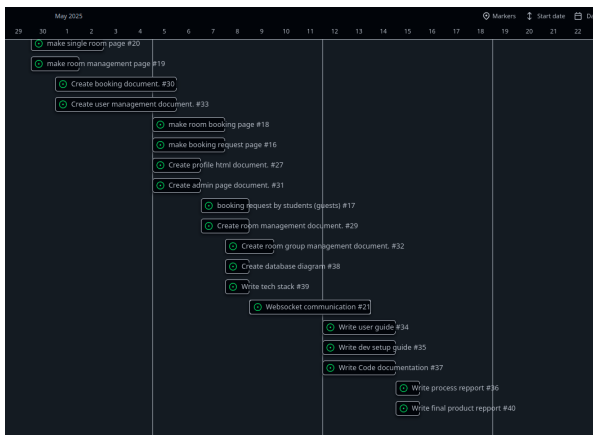 May 2025
Markers
Start date
29 30 1 2 3 4 5 6 7 8 9 10 11 12 13 14 15 16 17 18 19 20 21 22
make single room page #20
make room management page #19
Create booking document. #30
Create user management document. #33
make room booking page #18
make booking request page #16
Create profile html document. #27
Create admin page document. #31
booking request by students (guests) #17
Create room management document. #29
Create room group management document. #32
Create database diagram #38
Write tech stack #39
Websocket communication #21
Write user guide #34
Write dev setup guide #35
Write Code documentation #37
Write process repport #36
Write final product repport #40